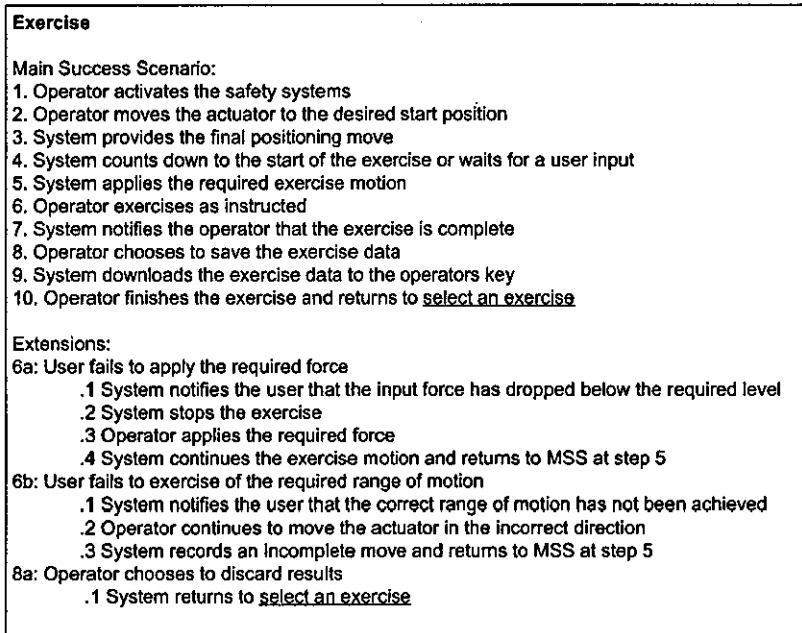 Exercise
Main Success Scenario:
1. Operator activates the safety systems
2. Operator moves the actuator to the desired start position
3. System provides the final positioning move
4. System counts down to the start of the exercise or waits for a user input
5. System applies the required exercise motion
6. Operator exercises as instructed
7. System notifies the operator that the exercise is complete
8. Operator chooses to save the exercise data
9. System downloads the exercise data to the operators key
10. Operator finishes the exercise and returns to select an exercise
Extensions:
6a: User fails to apply the required force
.1 System notifies the user that the input force has dropped below the required level
.2 System stops the exercise
.3 Operator applies the required force
.4 System continues the exercise motion and returns to MSS at step 5
6b: User fails to exercise of the required range of motion
.1 System notifies the user that the correct range of motion has not been achieved
.2 Operator continues to move the actuator in the incorrect direction
.3 System records an incomplete move and returns to MSS at step 5
8a: Operator chooses to discard results
.1 System returns to select an exercise